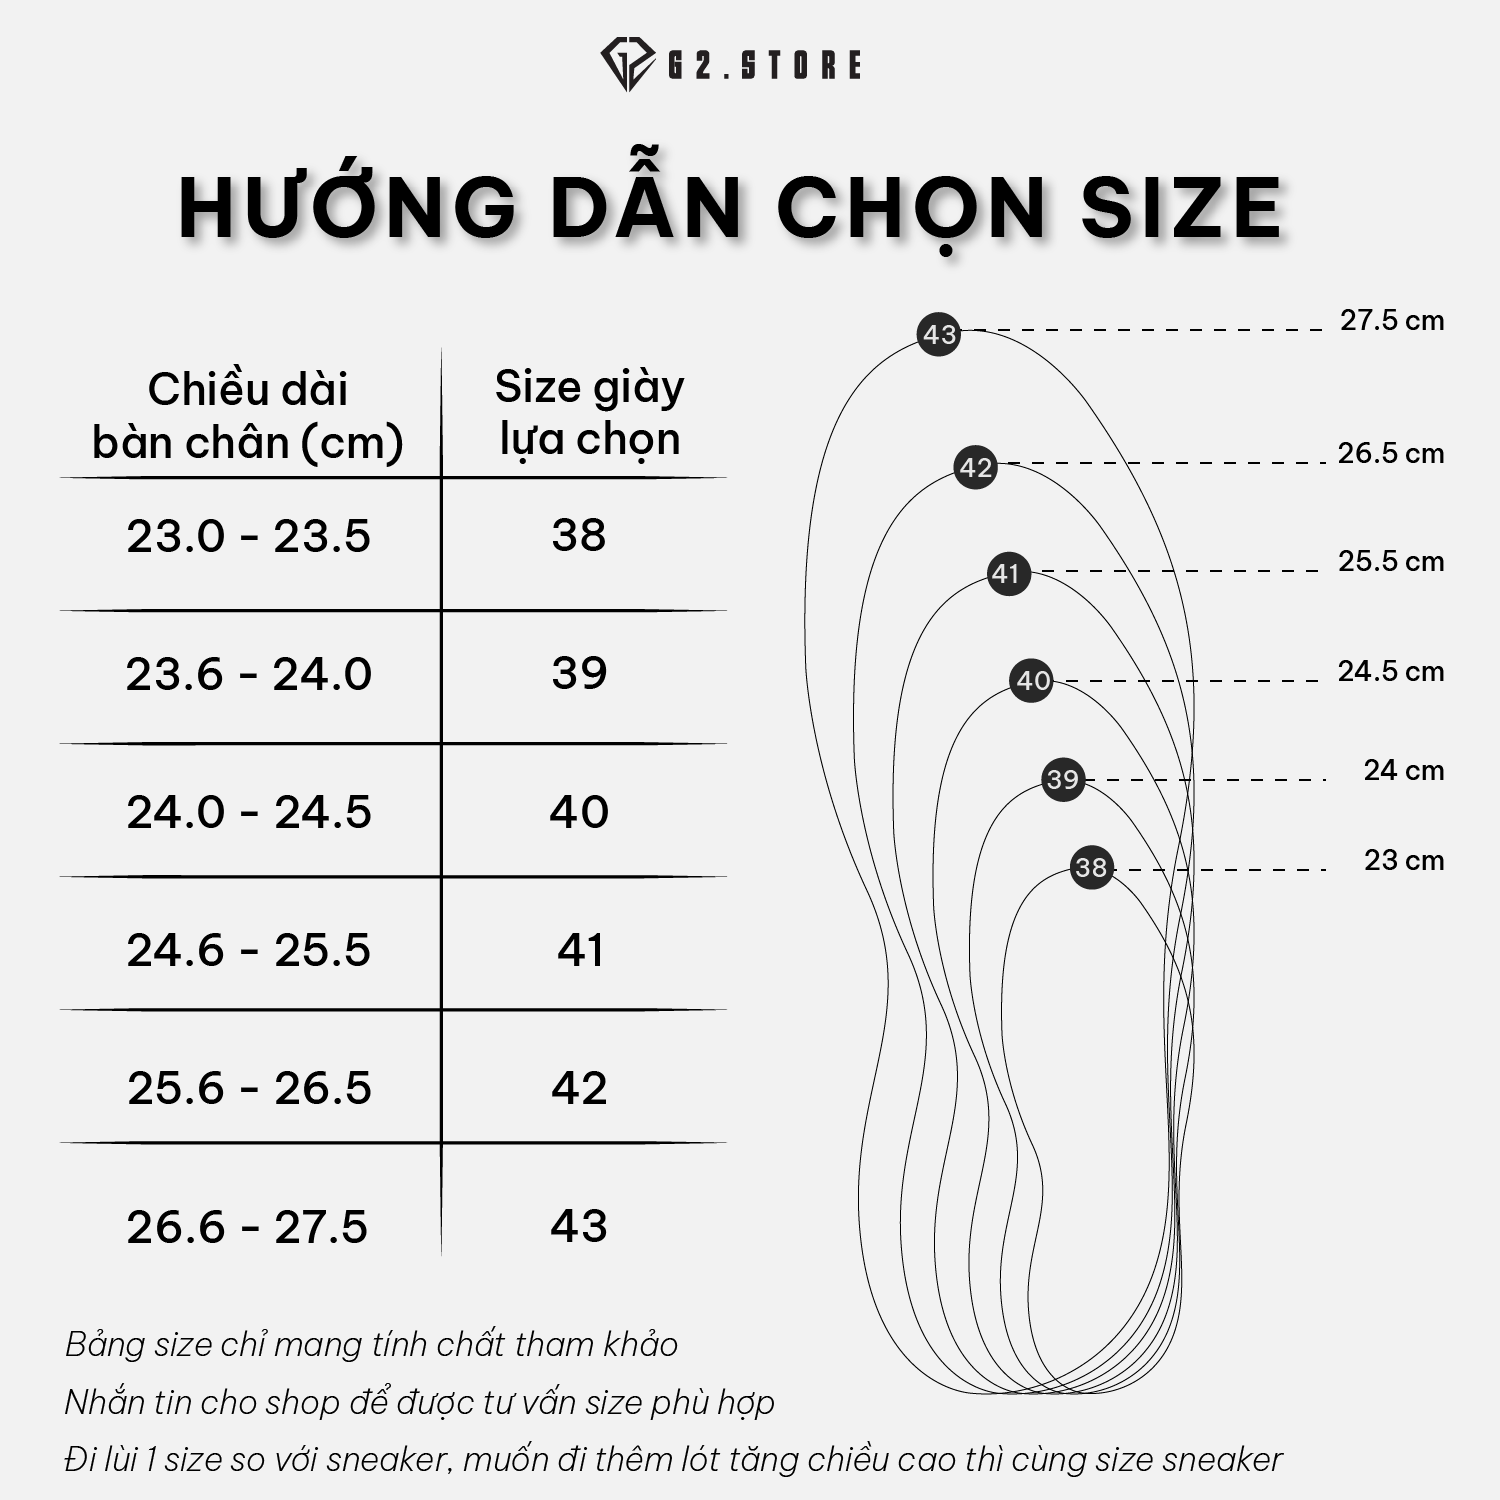 G2.STORE
HƯỚNG DẪN CHỌN SIZE
Chiều dài
bàn chân (cm)
Size giày
lựa chọn
23.0 - 23.5 38
23.6 - 24.0 39
24.0 - 24.5 40
24.6 - 25.5 41
25.6 - 26.5 42
26.6 - 27.5 43
43 27.5 cm
42 26.5 cm
41 25.5 cm
40 24.5 cm
39 24 cm
38 23 cm
Bảng size chỉ mang tính chất tham khảo
Nhắn tin cho shop để được tư vấn size phù hợp
Đi lùi 1 size so với sneaker, muốn đi thêm lót tăng chiều cao thì cùng size sneaker